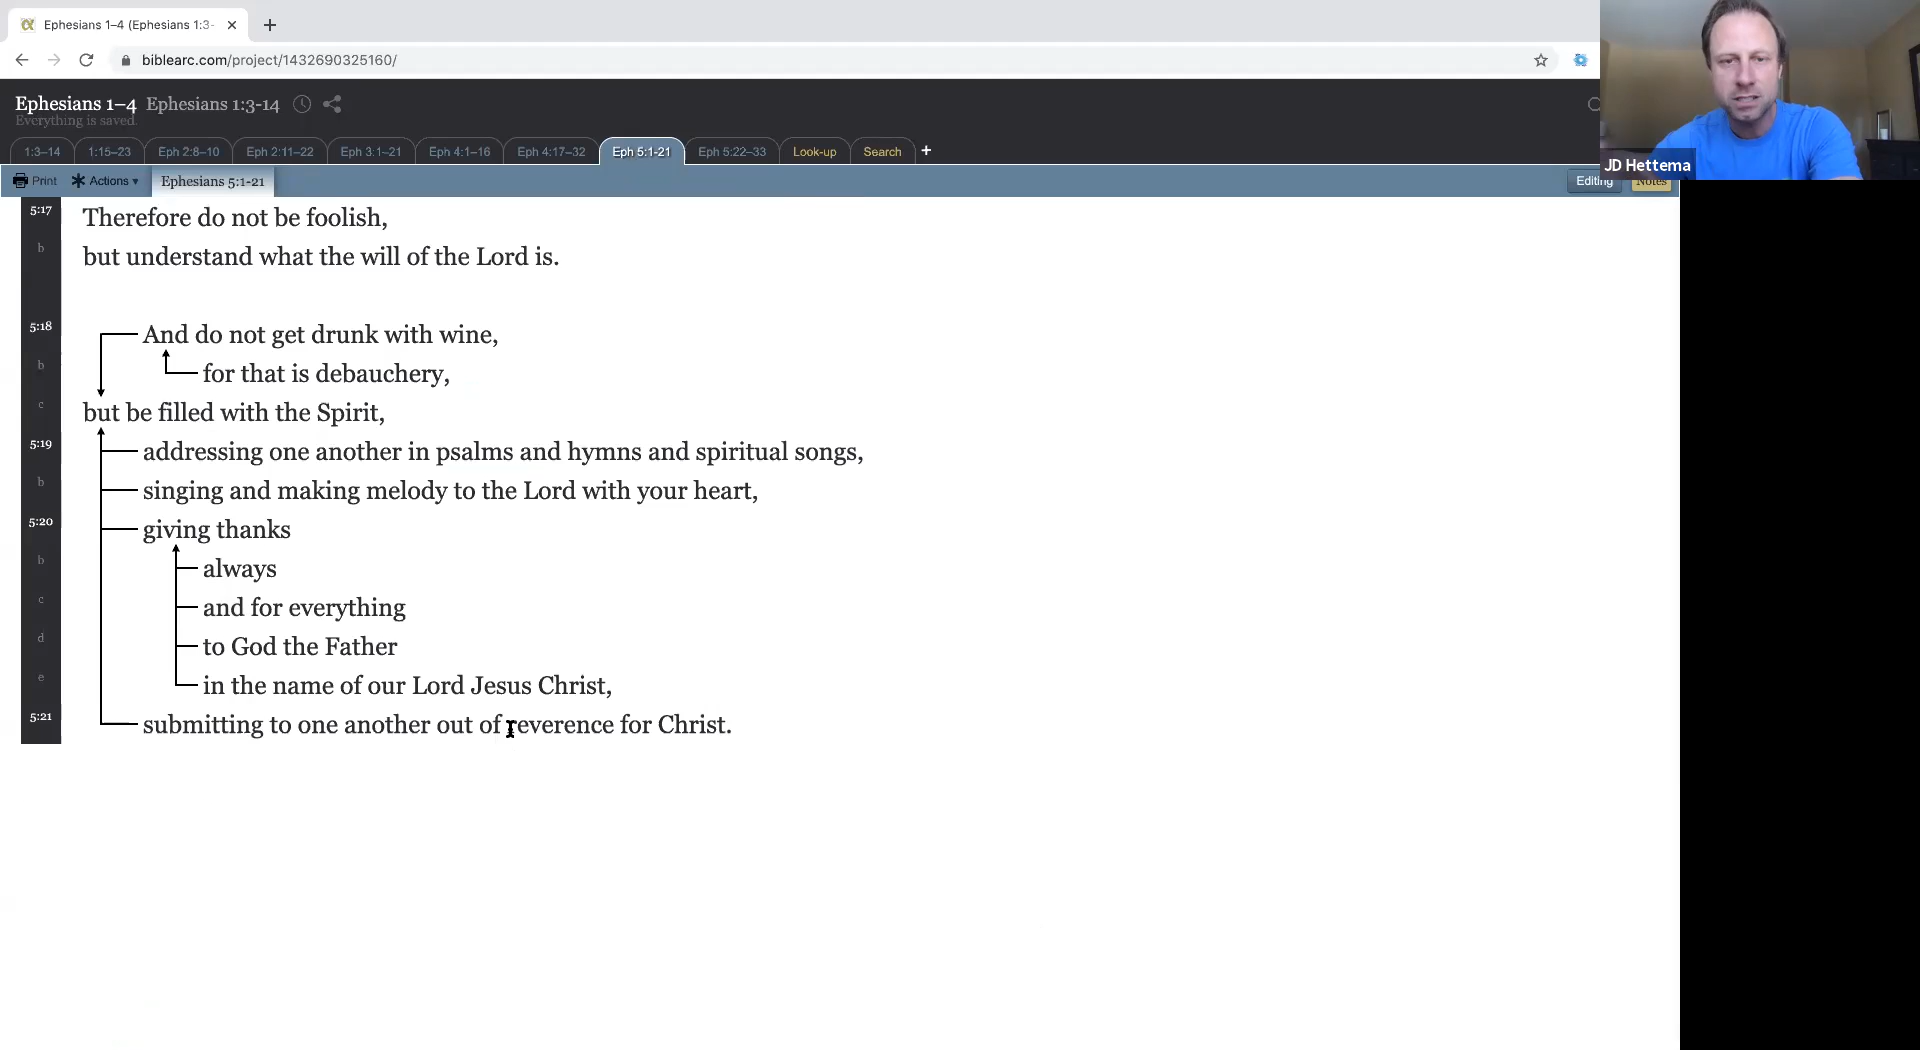 Ephesians 1–4 (Ephesians 1:3-
biblearc.com/project/1432690325160/
Ephesians 1–4 Ephesians 1:3-14
Everything is saved.
1:3–14 1:15–23 Eph 2:8–10 Eph 2:11–22 Eph 3:1–21 Eph 4:1–16 Eph 4:17–32 Eph 5:1-21 Eph 5:22–33 Look-up Search +
JD Hettema
Print Actions ▾ Ephesians 5:1-21 Editing Notes
5:17 Therefore do not be foolish,
b but understand what the will of the Lord is.
5:18 And do not get drunk with wine,
b for that is debauchery,
c but be filled with the Spirit,
5:19 addressing one another in psalms and hymns and spiritual songs,
b singing and making melody to the Lord with your heart,
5:20 giving thanks
b always
c and for everything
d to God the Father
e in the name of our Lord Jesus Christ,
5:21 submitting to one another out of reverence for Christ.